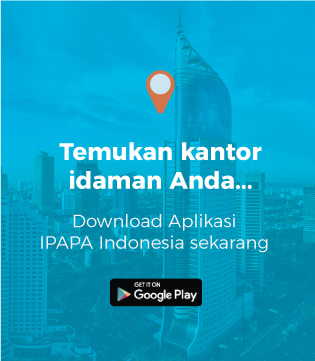 Temukan kantor
idaman Anda...
Download Aplikasi
IPAPA Indonesia sekarang
GET IT ON
Google Play